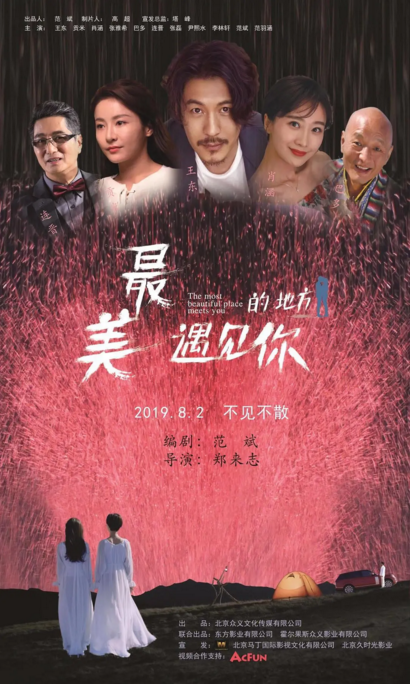 出品人： 范 斌 制片人： 高 超 宣发总监：塔 峰
主 演： 王东 贡米 肖涵 张雅希 巴多 连晋 张磊 尹熙水 李林轩 范斌 范羽涵
王东
连晋
最美的地方遇见你
The most
beautiful place
meets you
2019.8.2 不见不散
编剧：范 斌
导演：郑来志
出 品：北京众义文化传媒有限公司
联合出品：东方影业有限公司 霍尔果斯众义影业有限公司
宣 发： 北京马丁国际影视文化有限公司 北京久时光影业
视频合作支持：ACFUN